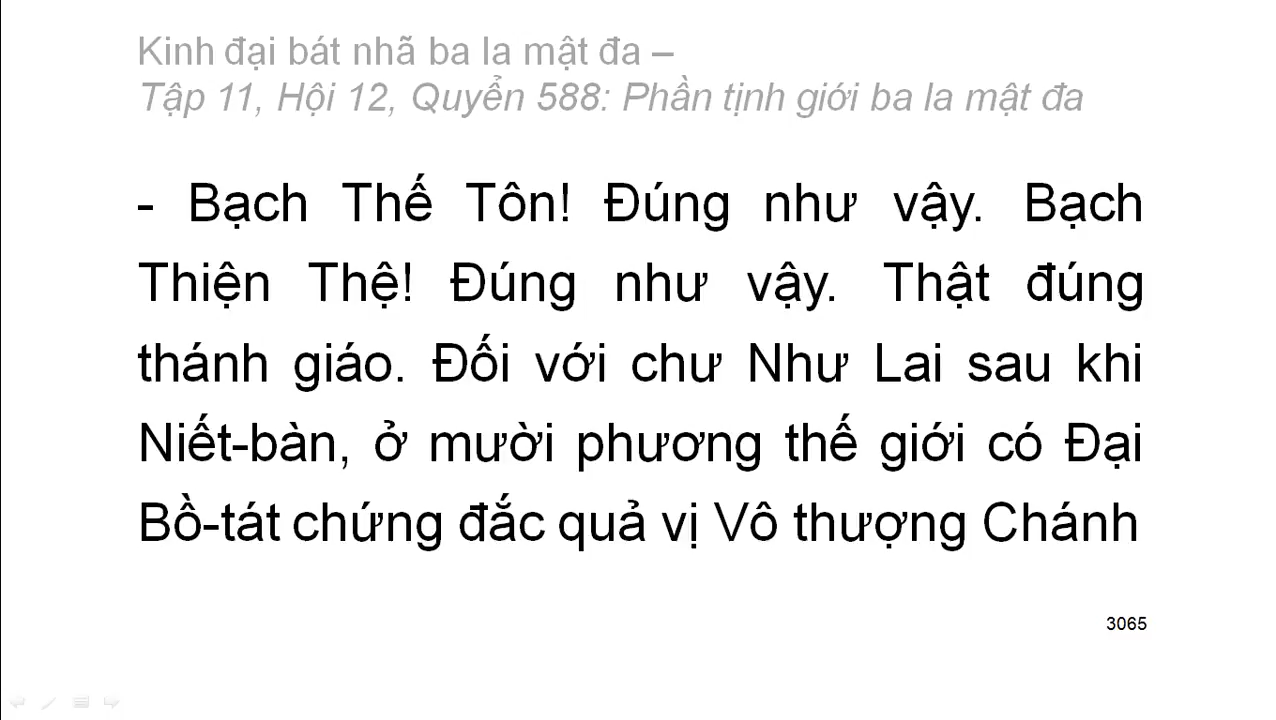 Kinh đại bát nhã ba la mật đa –
Tập 11, Hội 12, Quyển 588: Phần tịnh giới ba la mật đa
- Bạch Thế Tôn! Đúng như vậy. Bạch
Thiện Thệ! Đúng như vậy. Thật đúng
thánh giáo. Đối với chư Như Lai sau khi
Niết-bàn, ở mười phương thế giới có Đại
Bồ-tát chứng đắc quả vị Vô thượng Chánh
3065